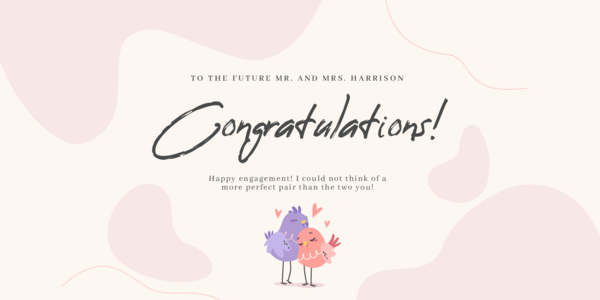 TO THE FUTURE MR. AND MRS. HARRISON
Congratulations!
Happy engagement! I could not think of a
more perfect pair than the two you!